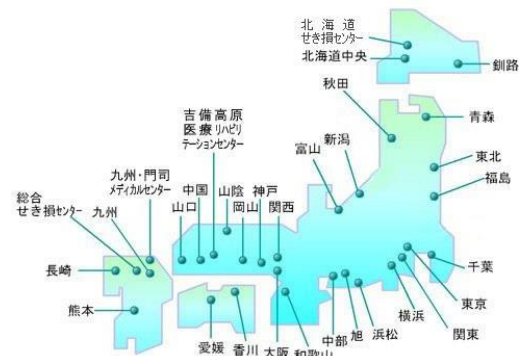 北海道
せき損センター
北海道中央
釧路
秋田
青森
吉備高原
医療リハビリ
テーションセンター
新潟
富山
東北
福島
九州・門司
メディカルセンター
総合
せき損センター
九州
山口
中国
山陰
岡山
神戸
関西
長崎
熊本
千葉
東京
関東
横浜
浜松
旭
中部
和歌山
大阪
香川
愛媛